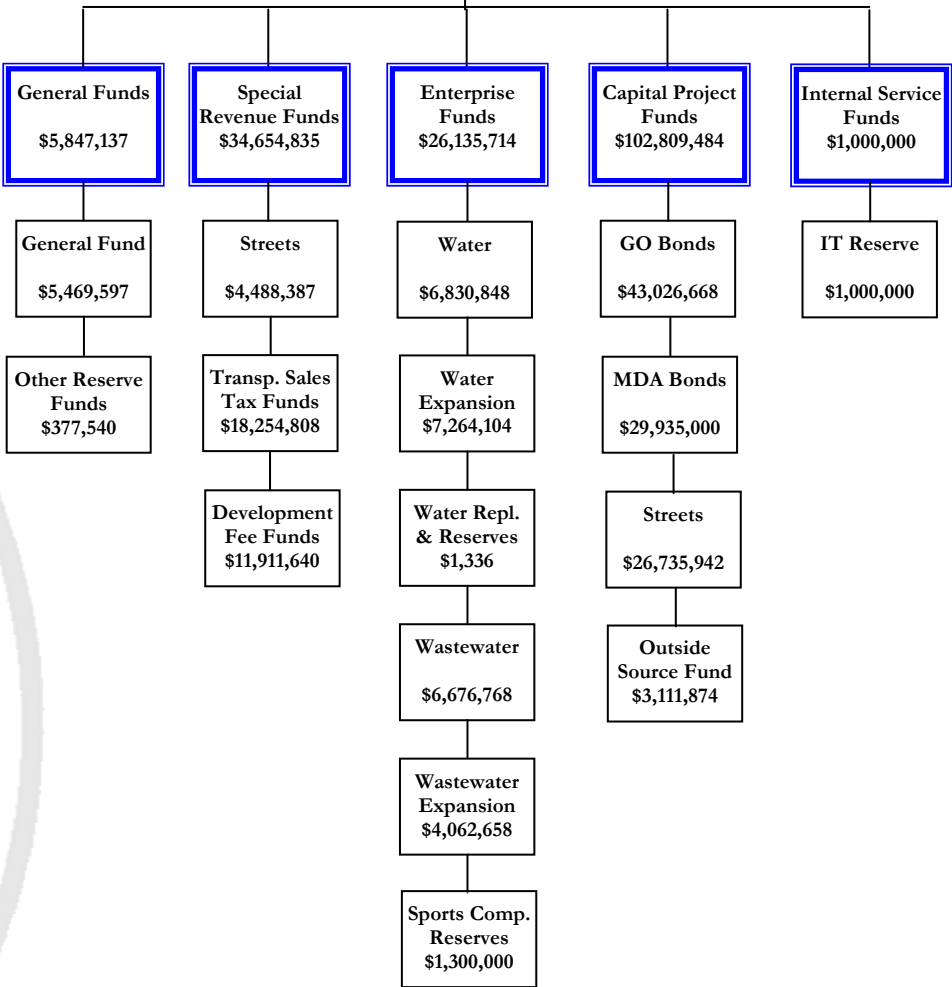 General Funds
$5,847,137
Special
Revenue Funds
$34,654,835
Enterprise
Funds
$26,135,714
Capital Project
Funds
$102,809,484
Internal Service
Funds
$1,000,000
General Fund
$5,469,597
Other Reserve
Funds
$377,540
Streets
$4,488,387
Transp. Sales
Tax Funds
$18,254,808
Development
Fee Funds
$11,911,640
Water
$6,830,848
Water
Expansion
$7,264,104
Water Repl.
& Reserves
$1,336
Wastewater
$6,676,768
Wastewater
Expansion
$4,062,658
Sports Comp.
Reserves
$1,300,000
GO Bonds
$43,026,668
MDA Bonds
$29,935,000
Streets
$26,735,942
Outside
Source Fund
$3,111,874
IT Reserve
$1,000,000